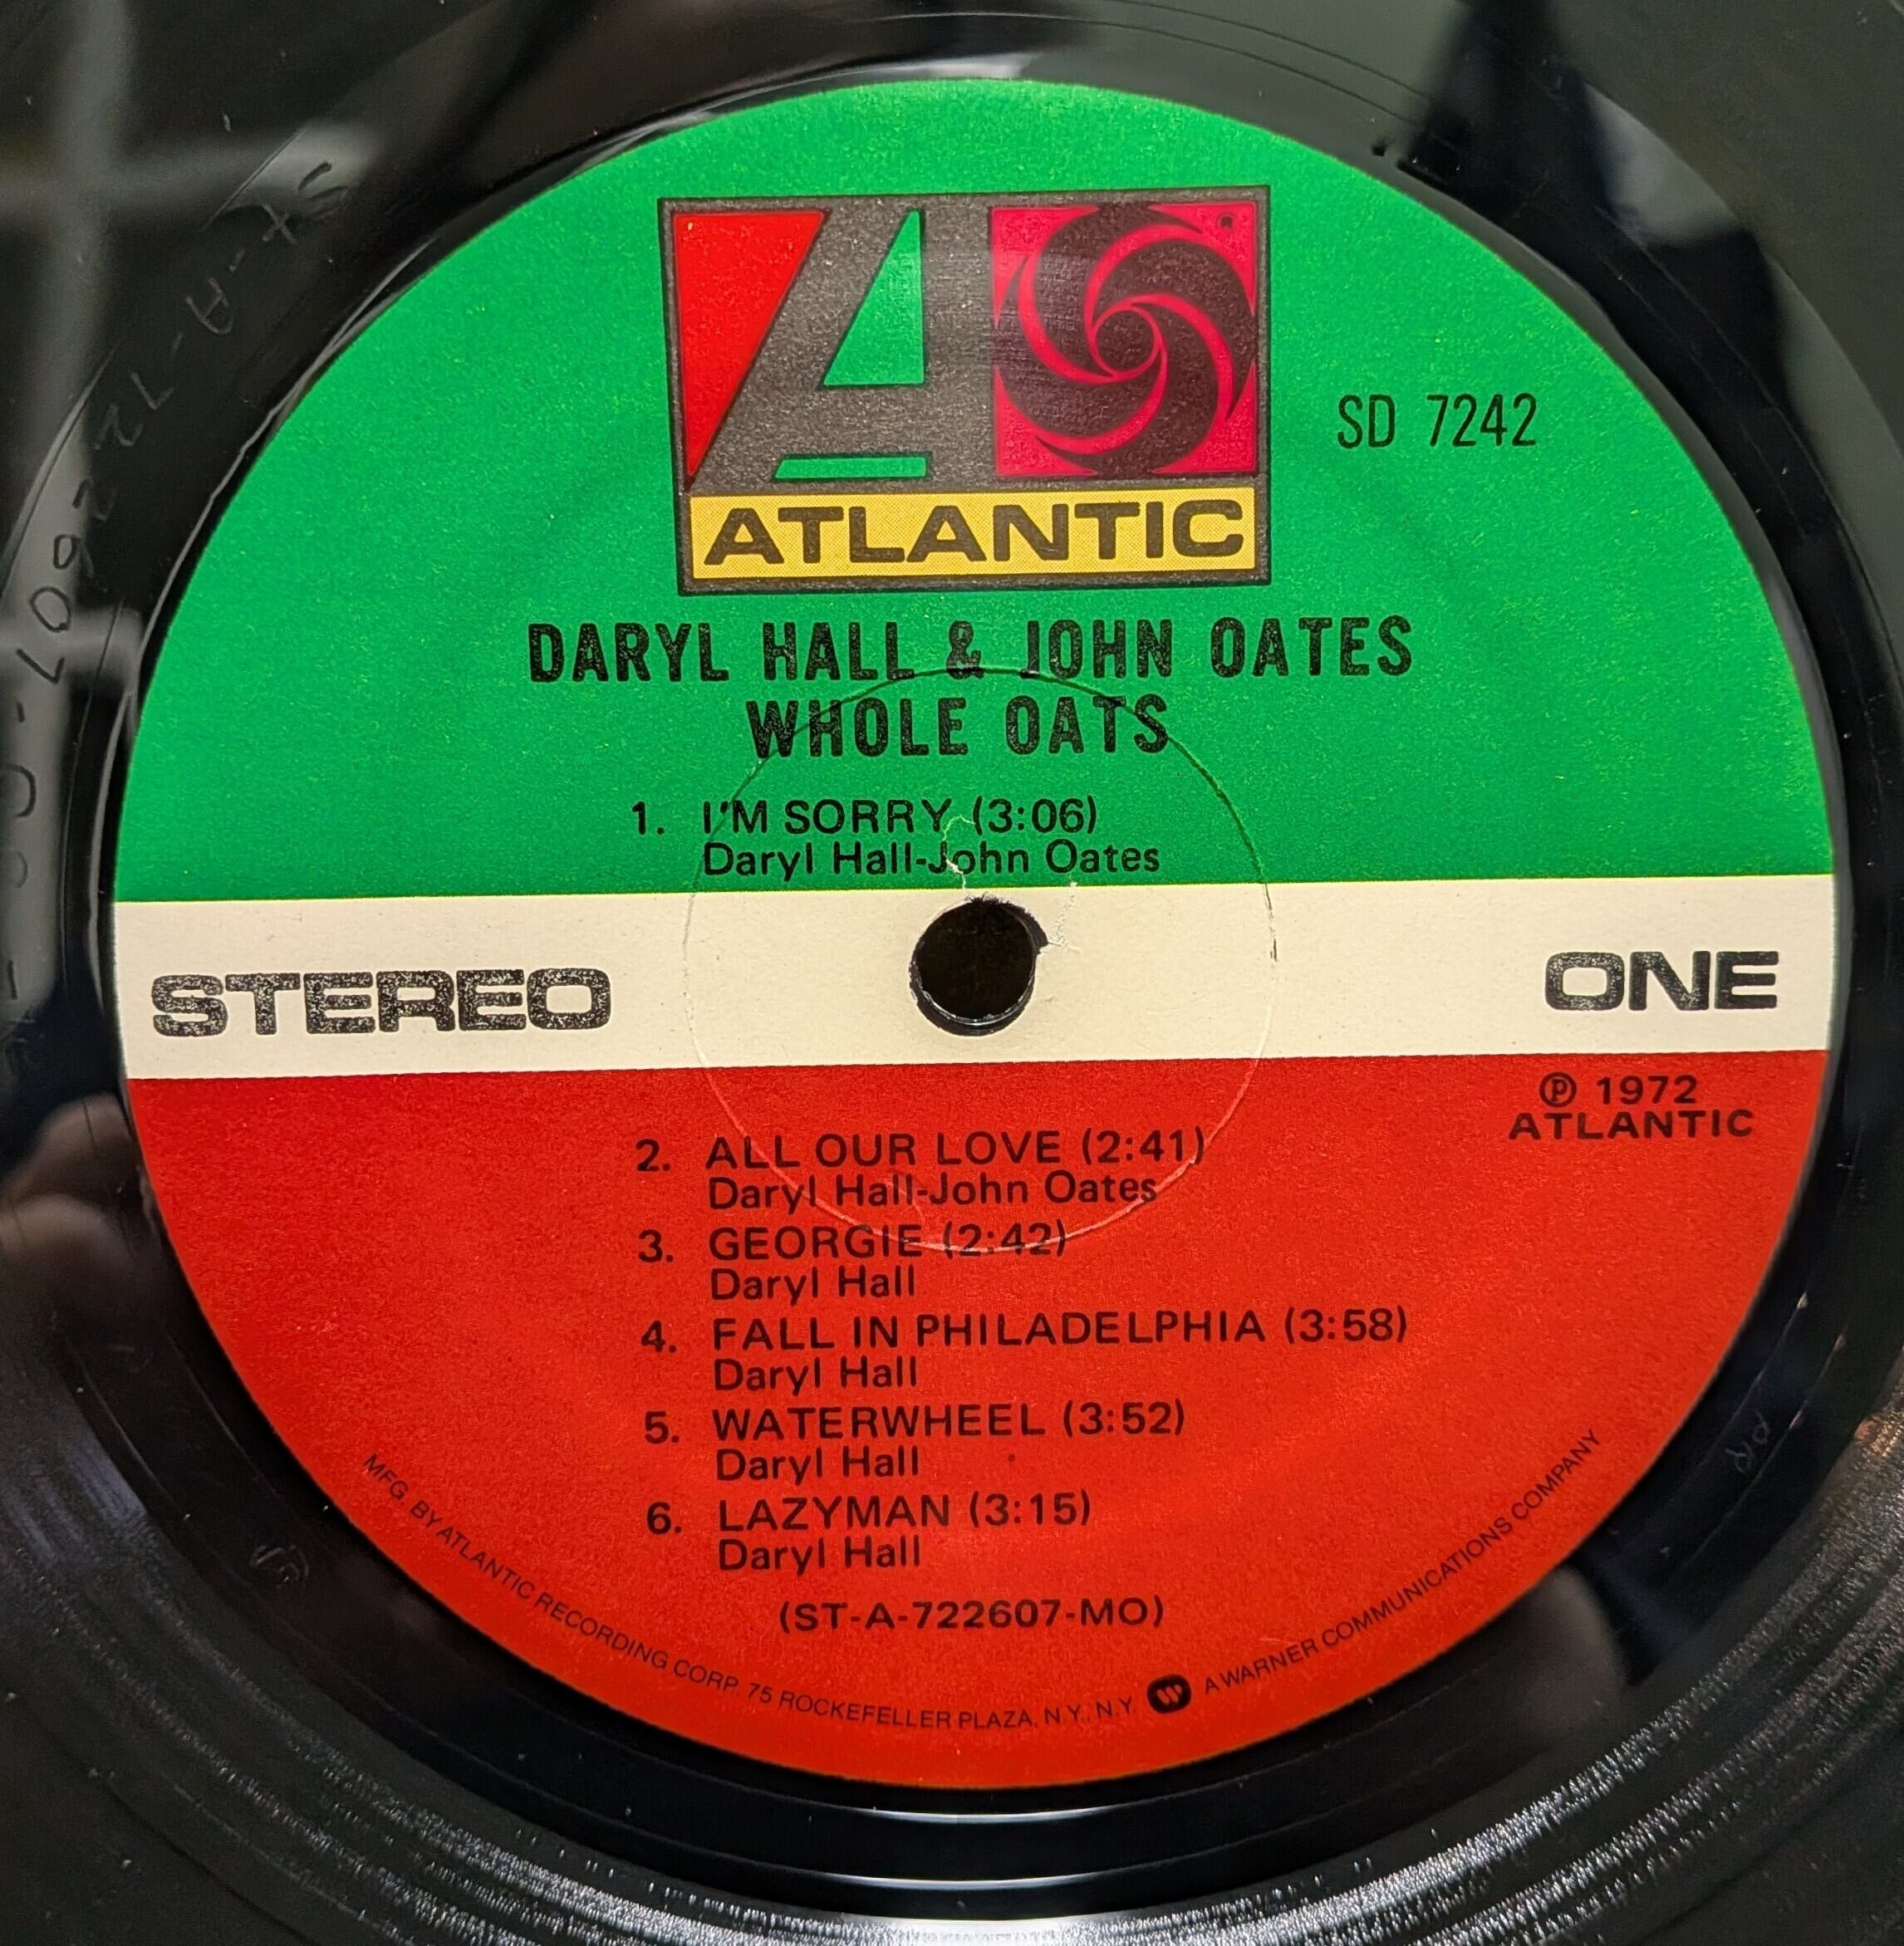 ATLANTIC
SD 7242
DARYL HALL & JOHN OATES
WHOLE OATS
1. I'M SORRY (3:06)
Daryl Hall-John Oates
STEREO
ONE
℗ 1972
ATLANTIC
2. ALL OUR LOVE (2:41)
Daryl Hall-John Oates
3. GEORGIE (2:42)
Daryl Hall
4. FALL IN PHILADELPHIA (3:58)
Daryl Hall
5. WATERWHEEL (3:52)
Daryl Hall
6. LAZYMAN (3:15)
Daryl Hall
(ST-A-722607-MO)
MFG. BY ATLANTIC RECORDING CORP. 75 ROCKEFELLER PLAZA, N.Y., N.Y. A WARNER COMMUNICATIONS COMPANY
PR